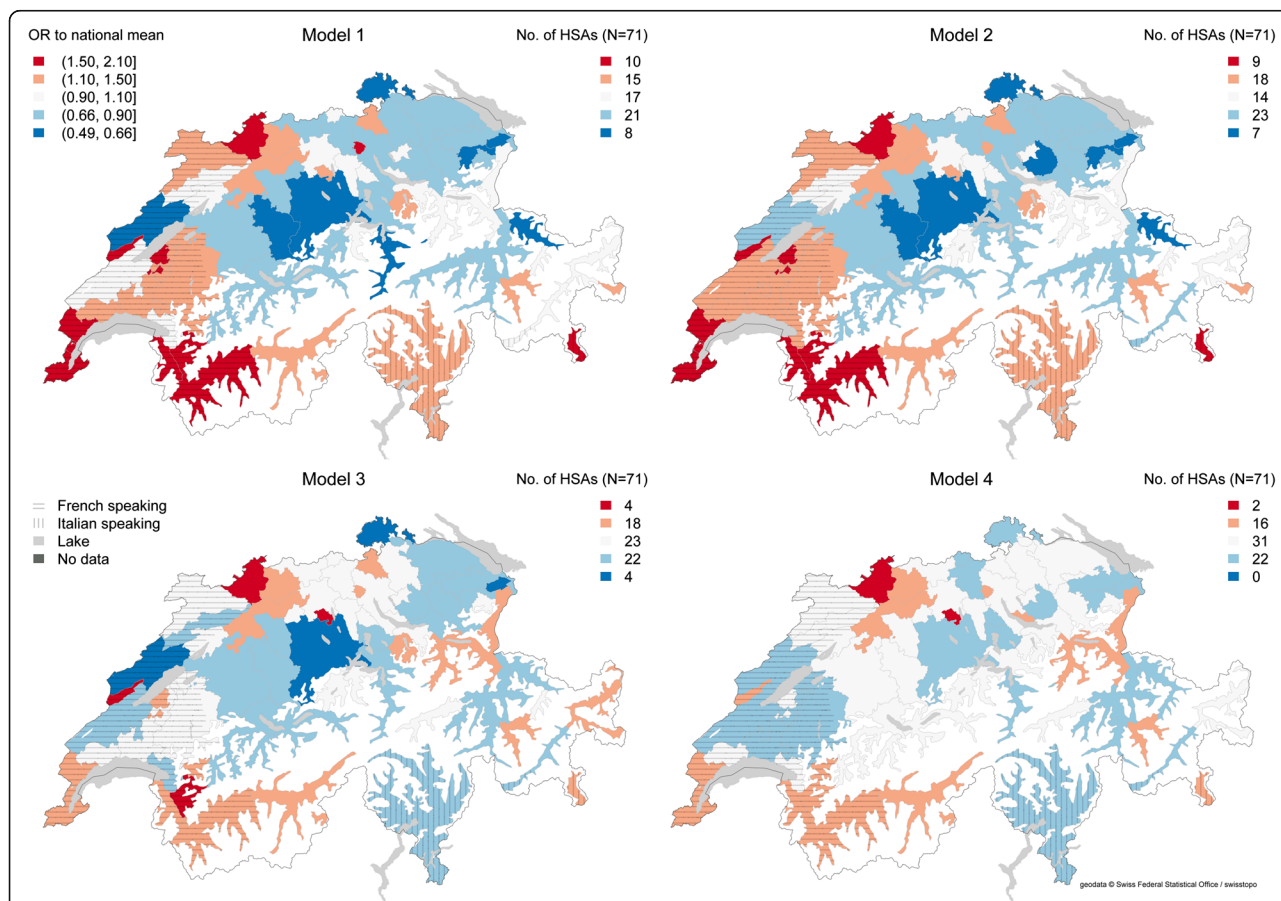 OR to national mean
Model 1
No. of HSAs (N=71)
(1.50, 2.10]
(1.10, 1.50]
(0.90, 1.10]
(0.66, 0.90]
(0.49, 0.66]
10
15
17
21
8
Model 2
No. of HSAs (N=71)
9
18
14
23
7
Model 3
No. of HSAs (N=71)
French speaking
Italian speaking
Lake
No data
4
18
23
22
4
Model 4
No. of HSAs (N=71)
2
16
31
22
0
geodata © Swiss Federal Statistical Office / swisstopo